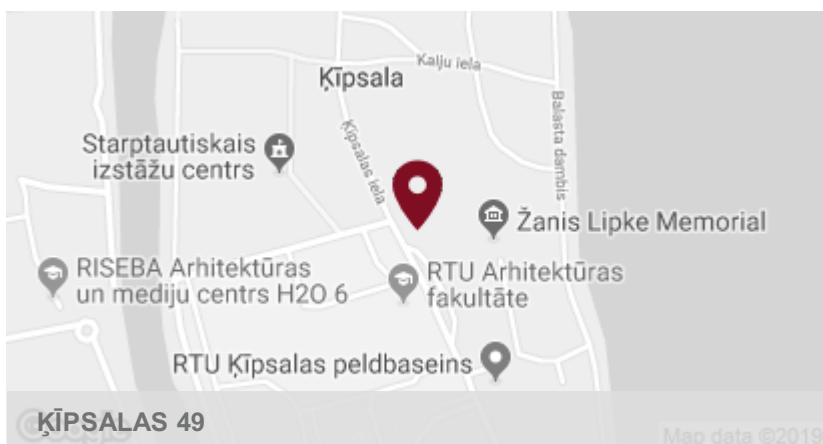 Kalju iela
Ķīpsala
Balasta dambis
Starptautiskais
izstāžu centrs
Ķīpsalas iela
Žanis Lipke Memorial
RISEBA Arhitektūras
un mediju centrs H2O 6
RTU Arhitektūras
fakultāte
RTU Ķīpsalas peldbaseins
ĶĪPSALAS 49
Google
Map data ©2019